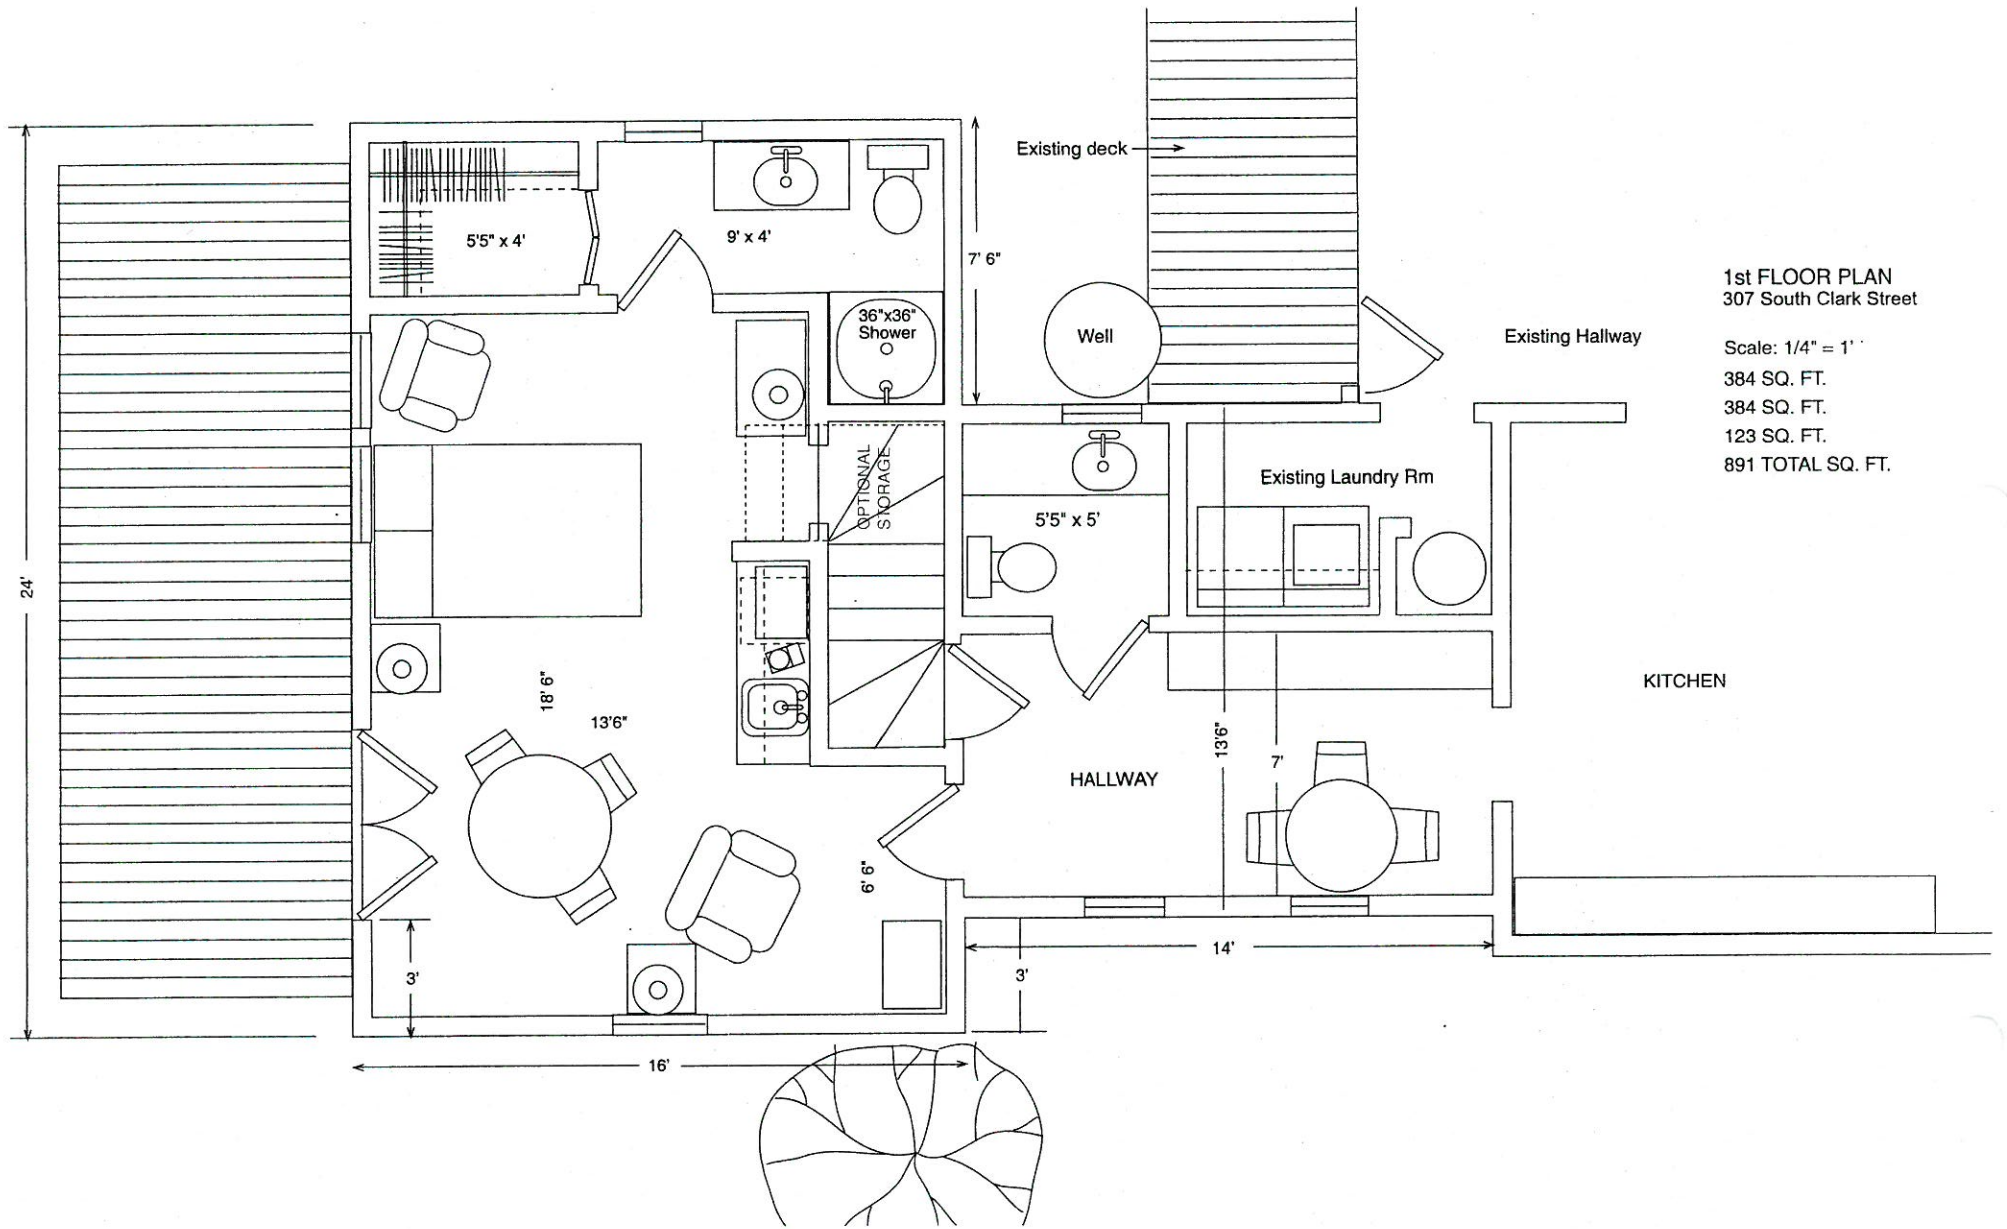 Existing deck
5'5" x 4'
9' x 4'
7' 6"
36"x36"
Shower
Well
Existing Hallway
1st FLOOR PLAN
307 South Clark Street
Scale: 1/4" = 1'
384 SQ. FT.
384 SQ. FT.
123 SQ. FT.
891 TOTAL SQ. FT.
OPTIONAL
STORAGE
Existing Laundry Rm
5'5" x 5'
24'
18' 6"
13'6"
KITCHEN
HALLWAY
13'6"
7'
6' 6"
3'
3'
14'
16'